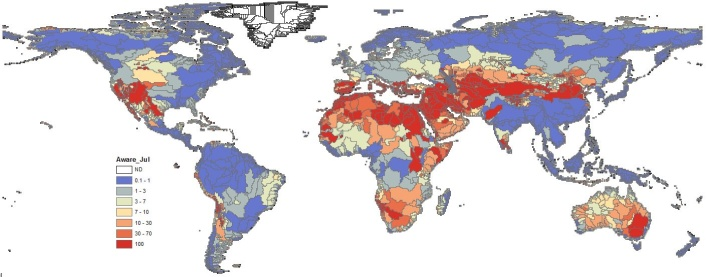 Aware_Jul
ND
0.1 - 1
1 - 3
3 - 7
7 - 10
10 - 30
30 - 70
100